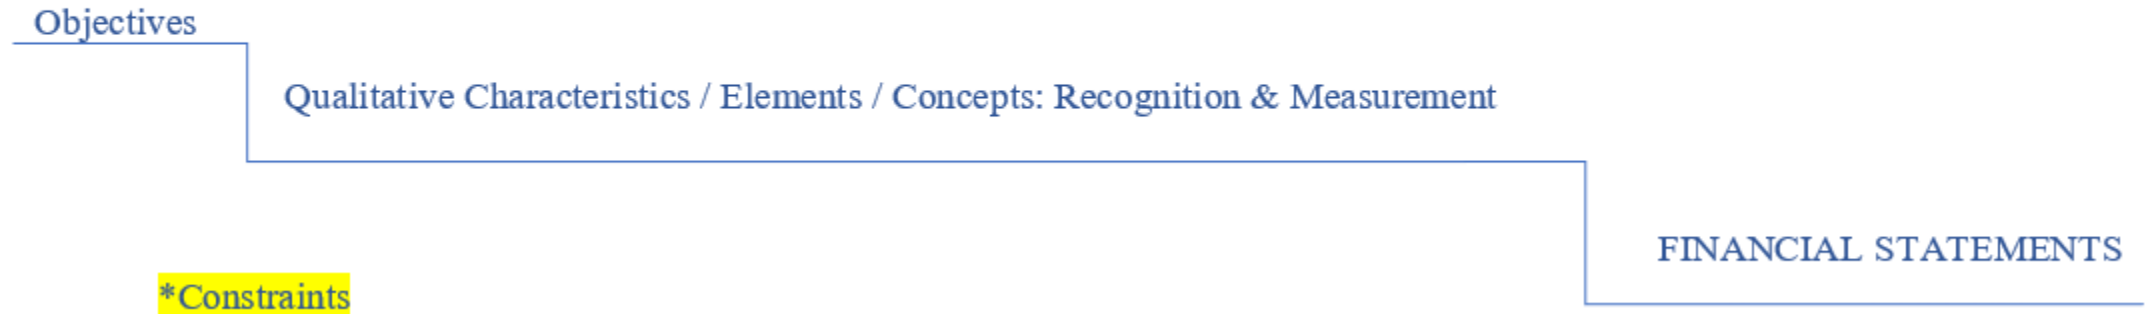 Objectives
Qualitative Characteristics / Elements / Concepts: Recognition & Measurement
FINANCIAL STATEMENTS
*Constraints